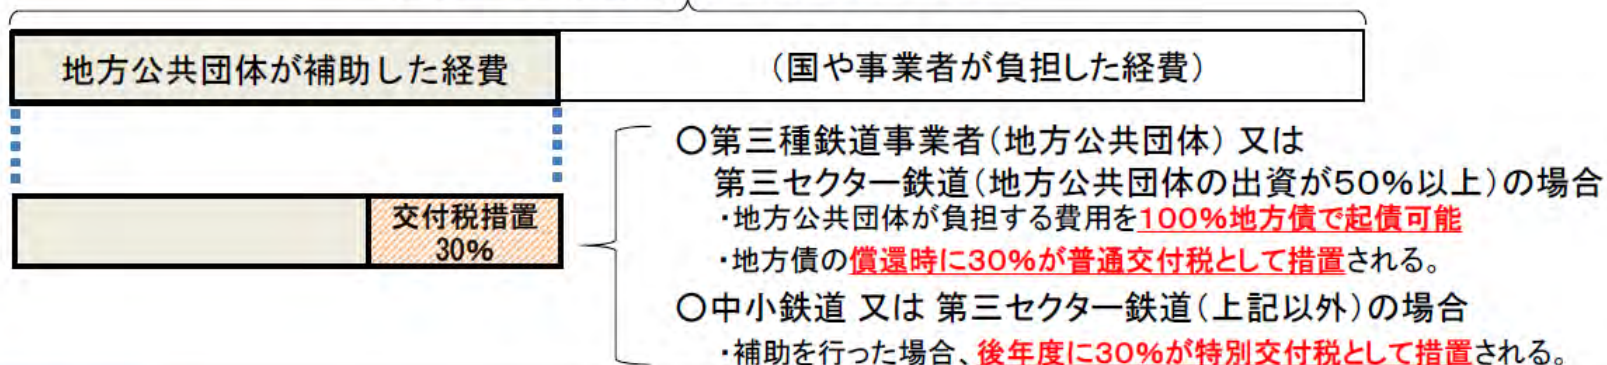 地方公共団体が補助した経費
（国や事業者が負担した経費）
交付税措置
30％
〇第三種鉄道事業者（地方公共団体） 又は
第三セクター鉄道（地方公共団体の出資が50％以上）の場合
・地方公共団体が負担する費用を100％地方債で起債可能
・地方債の償還時に30％が普通交付税として措置される。
〇中小鉄道 又は 第三セクター鉄道（上記以外）の場合
・補助を行った場合、後年度に30％が特別交付税として措置される。